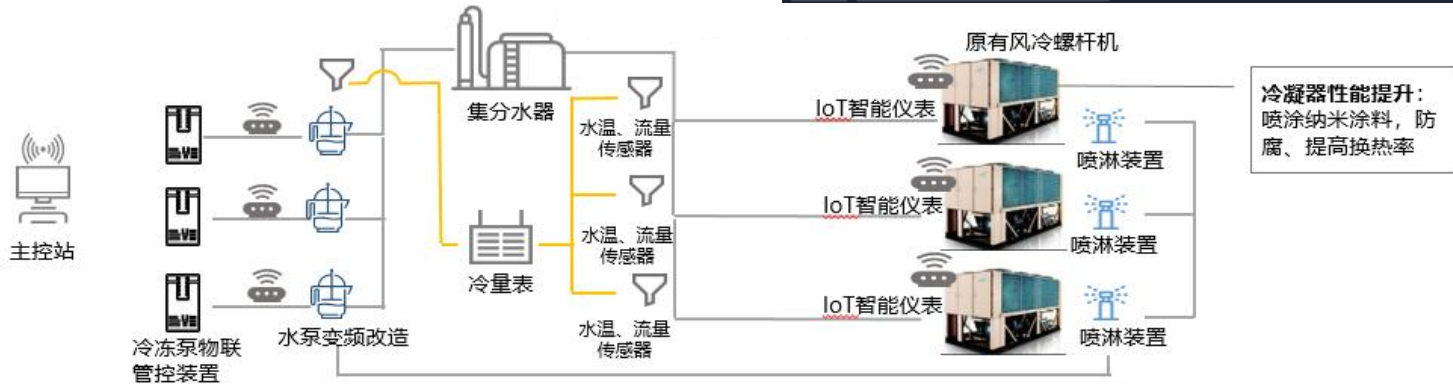 原有风冷螺杆机
冷凝器性能提升：
喷涂纳米涂料，防
腐、提高换热率
集分水器
IoT智能仪表
水温、流量
传感器
喷淋装置
主控站
IoT智能仪表
水温、流量
传感器
喷淋装置
冷量表
IoT智能仪表
水温、流量
传感器
喷淋装置
水泵变频改造
冷冻泵物联
管控装置